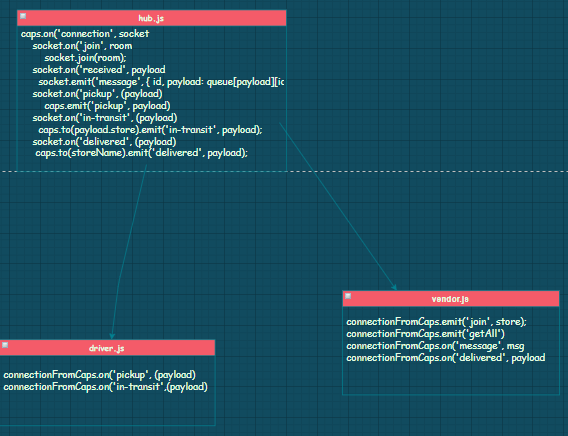 hub.js
caps.on('connection', socket
socket.on('join', room
socket.join(room);
socket.on('received', payload
socket.emit('message', { id, payload: queue[payload][id
socket.on('pickup', (payload)
caps.emit('pickup', payload)
socket.on('in-transit', (payload)
caps.to(payload.store).emit('in-transit', payload);
socket.on('delivered', (payload)
caps.to(storeName).emit('delivered', payload);
vendor.js
connectionFromCaps.emit('join', store);
connectionFromCaps.emit('getAll')
connectionFromCaps.on('message', msg
connectionFromCaps.on('delivered', payload
driver.js
connectionFromCaps.on('pickup', (payload)
connectionFromCaps.on('in-transit',(payload)